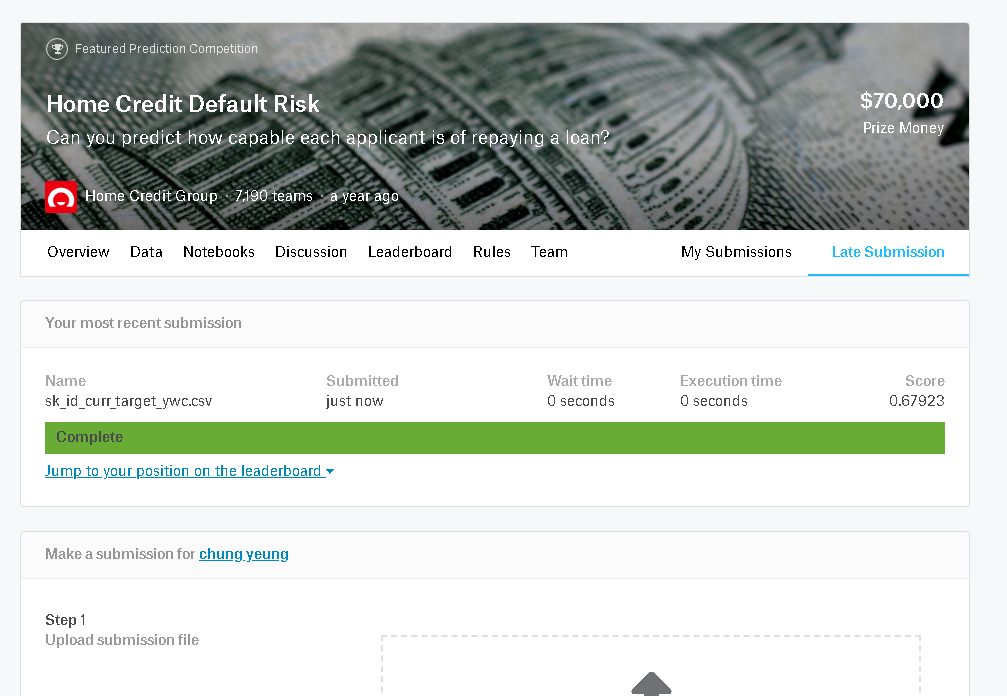 Featured Prediction Competition
Home Credit Default Risk
$70,000
Can you predict how capable each applicant is of repaying a loan?
Prize Money
Home Credit Group · 7,190 teams · a year ago
Overview Data Notebooks Discussion Leaderboard Rules Team My Submissions Late Submission
Your most recent submission
Name Submitted Wait time Execution time Score
sk_id_curr_target_ywc.csv just now 0 seconds 0 seconds 0.67923
Complete
Jump to your position on the leaderboard
Make a submission for chung yeung
Step 1
Upload submission file